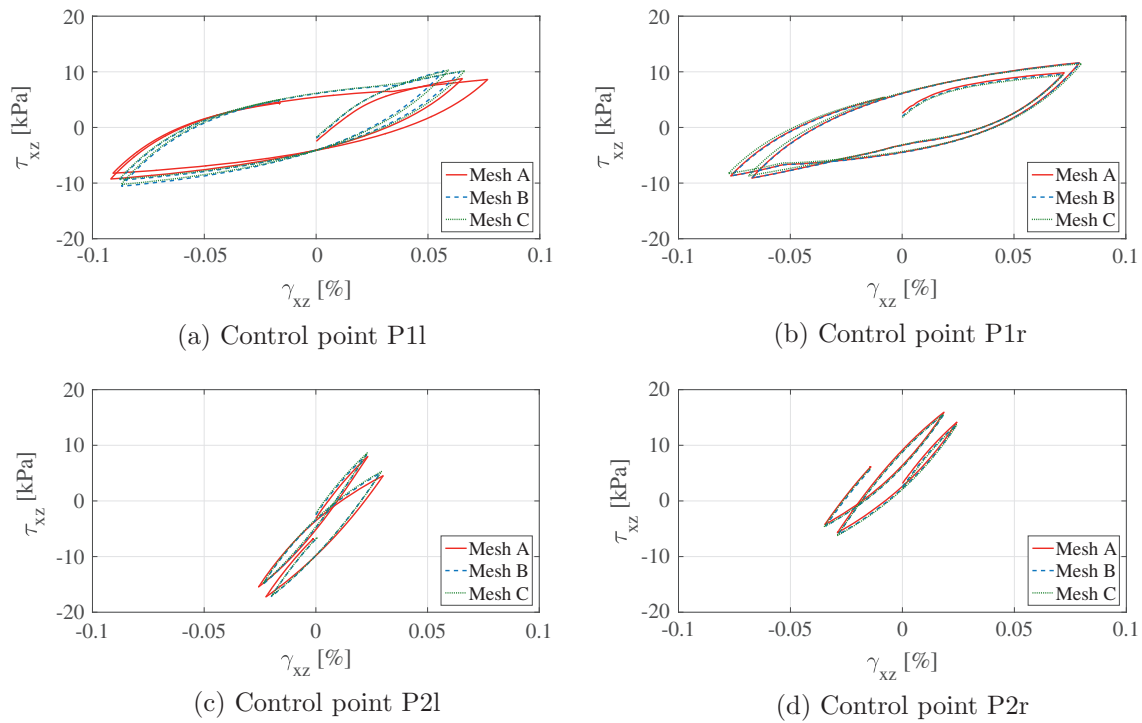 20
10
0
-10
-20
τxz [kPa]
-0.1
-0.05
0
0.05
0.1
γxz [%]
Mesh A
Mesh B
Mesh C
(a) Control point P1l
20
10
0
-10
-20
τxz [kPa]
-0.1
-0.05
0
0.05
0.1
γxz [%]
Mesh A
Mesh B
Mesh C
(b) Control point P1r
20
10
0
-10
-20
τxz [kPa]
-0.1
-0.05
0
0.05
0.1
γxz [%]
Mesh A
Mesh B
Mesh C
(c) Control point P2l
20
10
0
-10
-20
τxz [kPa]
-0.1
-0.05
0
0.05
0.1
γxz [%]
Mesh A
Mesh B
Mesh C
(d) Control point P2r